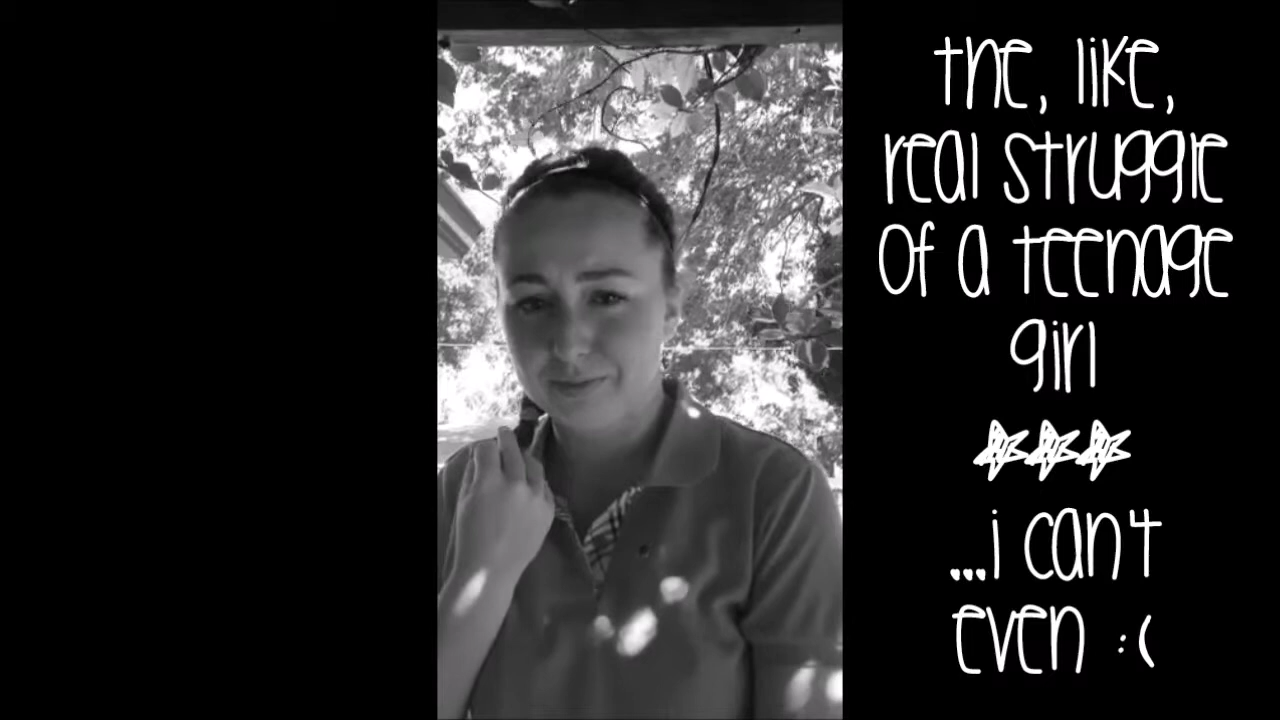 the, like,
real struggle
of a teenage
girl
...i can't
even :(